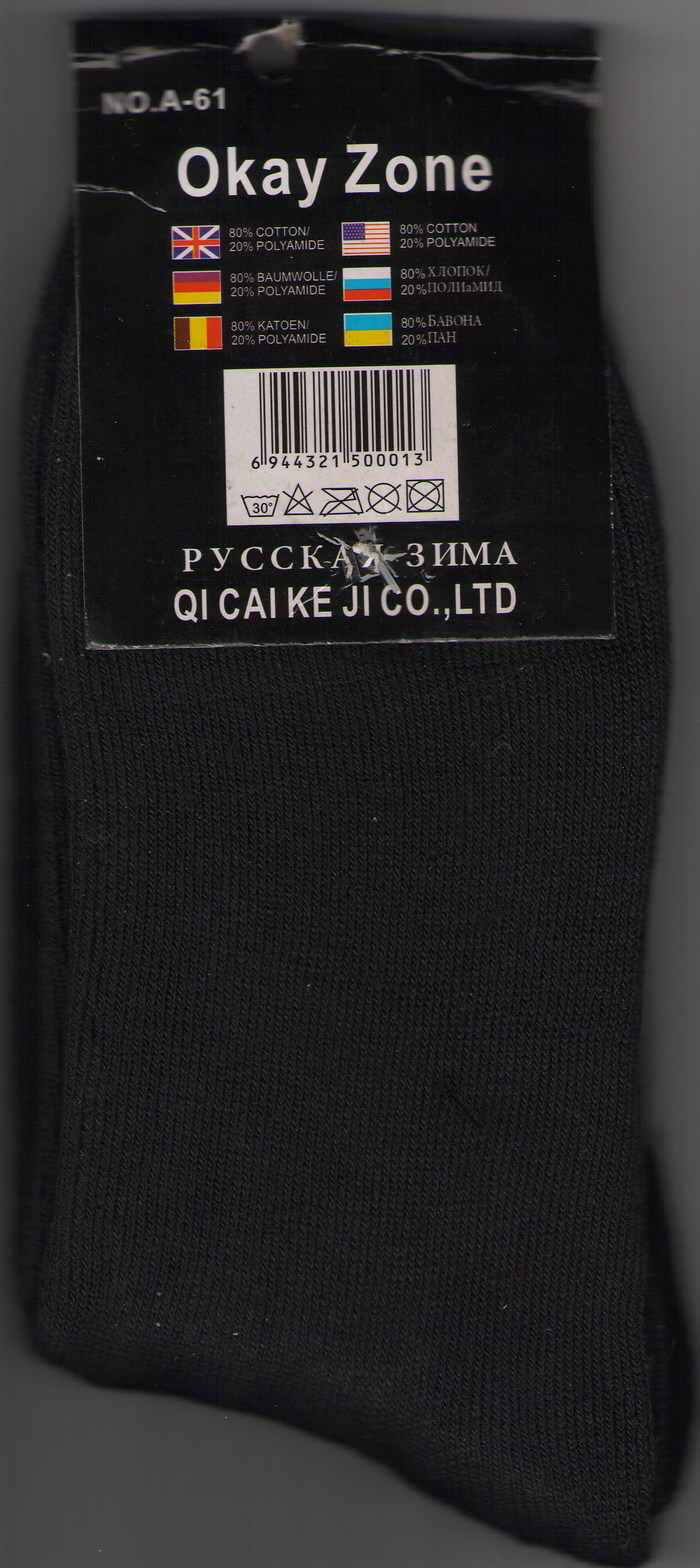 NO.A-61
Okay Zone
80% COTTON/
20% POLYAMIDE
80% COTTON
20% POLYAMIDE
80% BAUMWOLLE/
20% POLYAMIDE
80% ХЛОПОК/
20% ПОЛИэМИД
80% KATOEN/
20% POLYAMIDE
80% БАВОНА
20% ПАН
6 944321 500013
30°
РУССКАЯ ЗИМА
QI CAI KE JI CO.,LTD